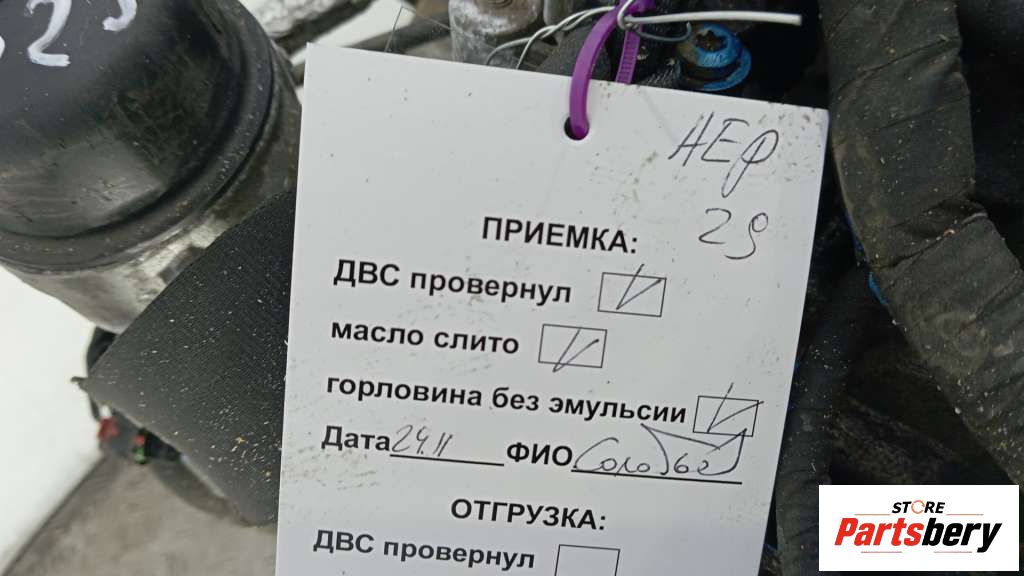 НЕФ
29
ПРИЕМКА:
ДВС провернул
масло слито
горловина без эмульсии
Дата 24.11 ФИО
ОТГРУЗКА:
ДВС провернул
STORE
Partsbery